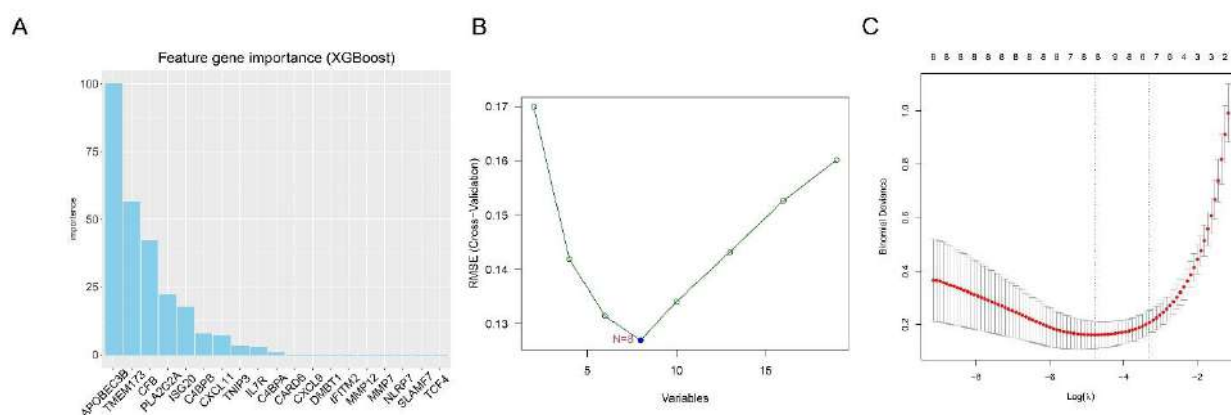 A
Feature gene importance (XGBoost)
importance
100
75
50
25
0
APOBEC3B
TMEM173
CFB
PLA2G2A
ISG20
C4BPB
CXCL11
TNIP3
IL7R
C4BPA
CARD6
CXCL9
DMBT1
IFITM2
MMP12
MMP7
NLRP7
SLAMF7
TCF4
B
RMSE (Cross-Validation)
0.17
0.16
0.15
0.14
0.13
N=8
5
10
15
Variables
C
Binomial Deviance
1.0
0.8
0.6
0.4
0.2
-8
-6
-4
-2
Log(λ)